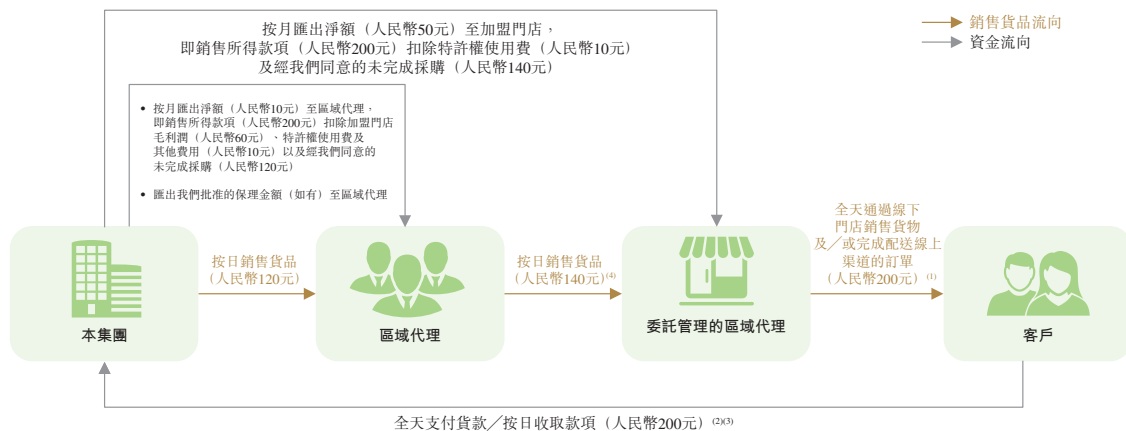 按月匯出淨額（人民幣50元）至加盟門店，
即銷售所得款項（人民幣200元）扣除特許權使用費（人民幣10元）
及經我們同意的未完成採購（人民幣140元）
銷售貨品流向
資金流向
• 按月匯出淨額（人民幣10元）至區域代理，
即銷售所得款項（人民幣200元）扣除加盟門店
毛利潤（人民幣60元）、特許權使用費及
其他費用（人民幣10元）以及經我們同意的
未完成採購（人民幣120元）
• 匯出我們批准的保理金額（如有）至區域代理
按日銷售貨品
（人民幣120元）
按日銷售貨品
（人民幣140元）(4)
全天通過線下
門店銷售貨物
及／或完成配送線上
渠道的訂單
（人民幣200元）(1)
本集團
區域代理
委託管理的區域代理
客戶
全天支付貨款／按日收取款項（人民幣200元）(2)(3)